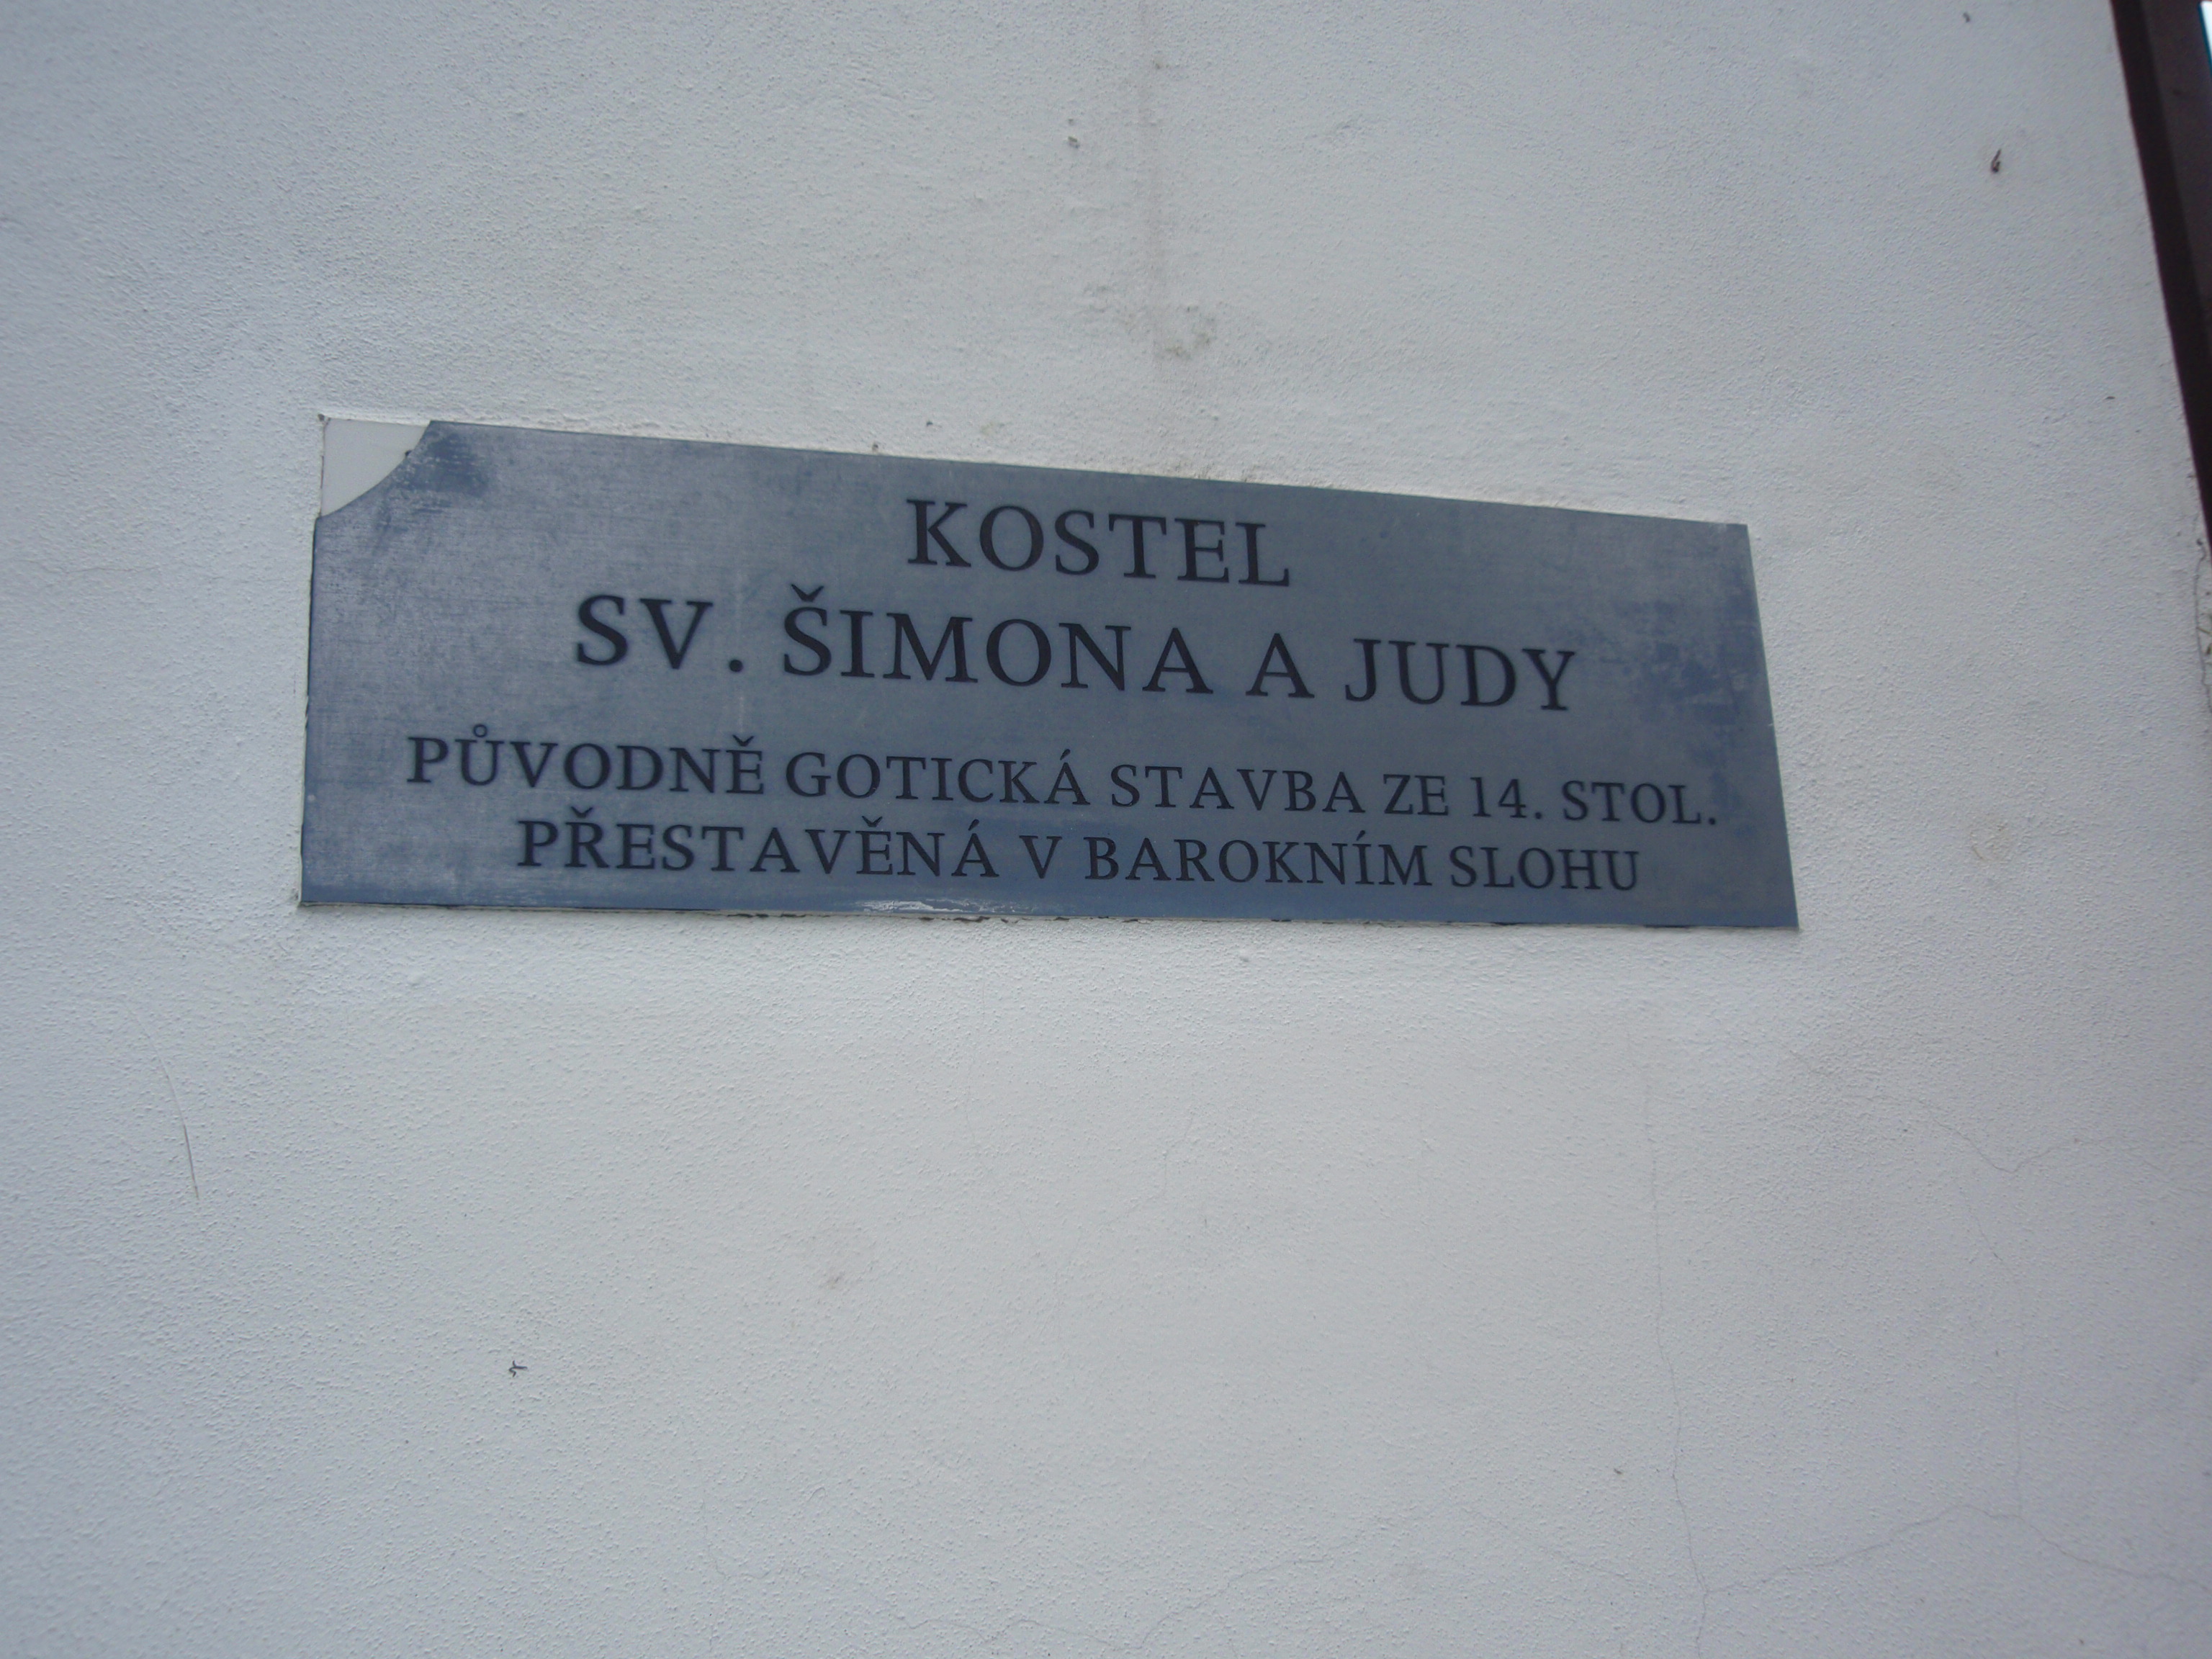 KOSTEL
SV. ŠIMONA A JUDY
PŮVODNĚ GOTICKÁ STAVBA ZE 14. STOL.
PŘESTAVĚNÁ V BAROKNÍM SLOHU